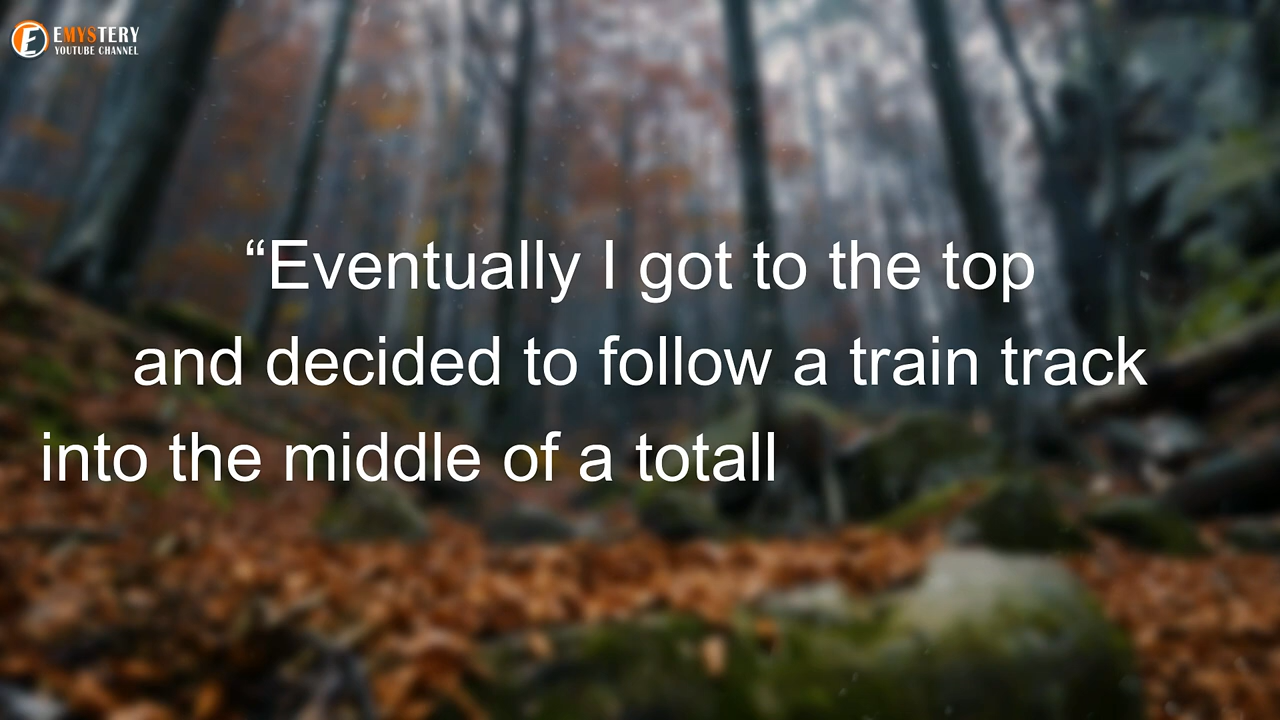 EMYSTERY
YOUTUBE CHANNEL
“Eventually I got to the top
and decided to follow a train track
into the middle of a totall